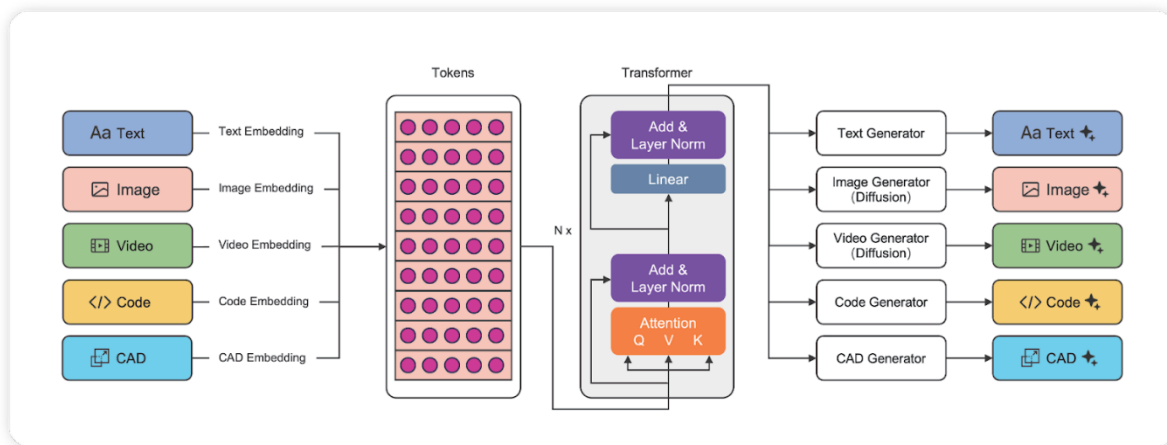 Tokens
Transformer
Aa Text
Text Embedding
Image
Image Embedding
Video
Video Embedding
</> Code
Code Embedding
CAD
CAD Embedding
N x
Add &
Layer Norm
Linear
Add &
Layer Norm
Attention
Q V K
Text Generator
Aa Text
Image Generator
(Diffusion)
Image
Video Generator
(Diffusion)
Video
Code Generator
</> Code
CAD Generator
CAD